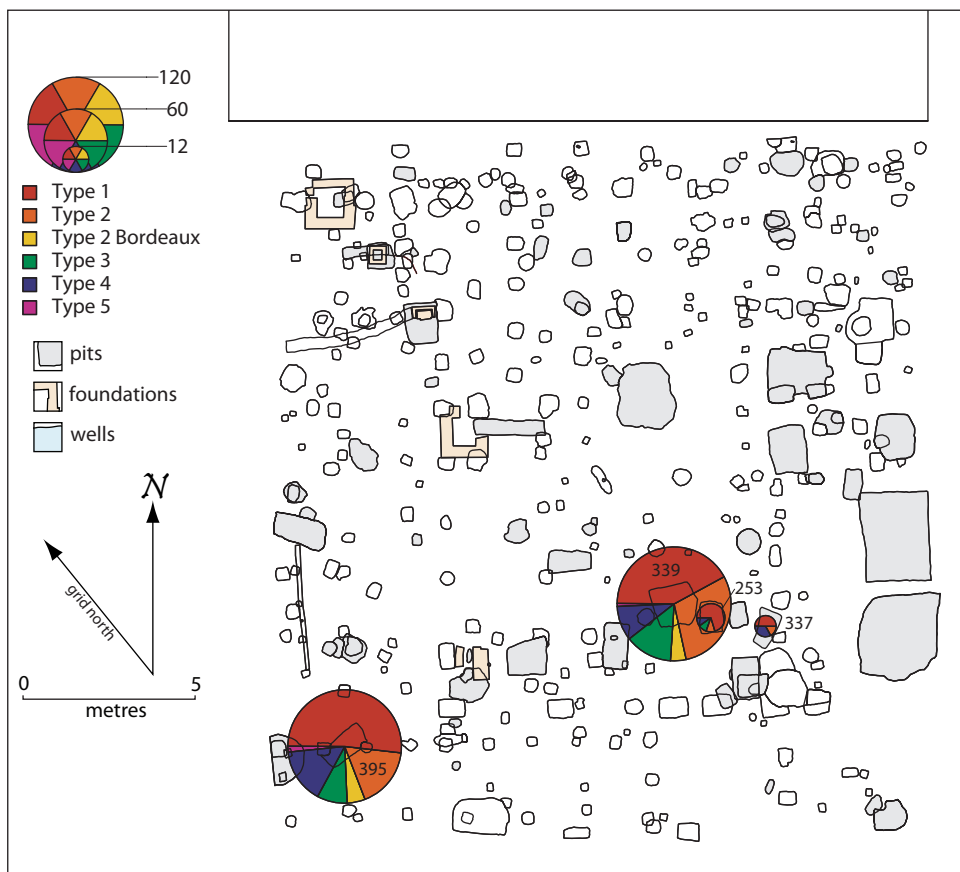 120
60
12
Type 1
Type 2
Type 2 Bordeaux
Type 3
Type 4
Type 5
pits
foundations
wells
N
grid north
0 5
metres
339
253
337
395